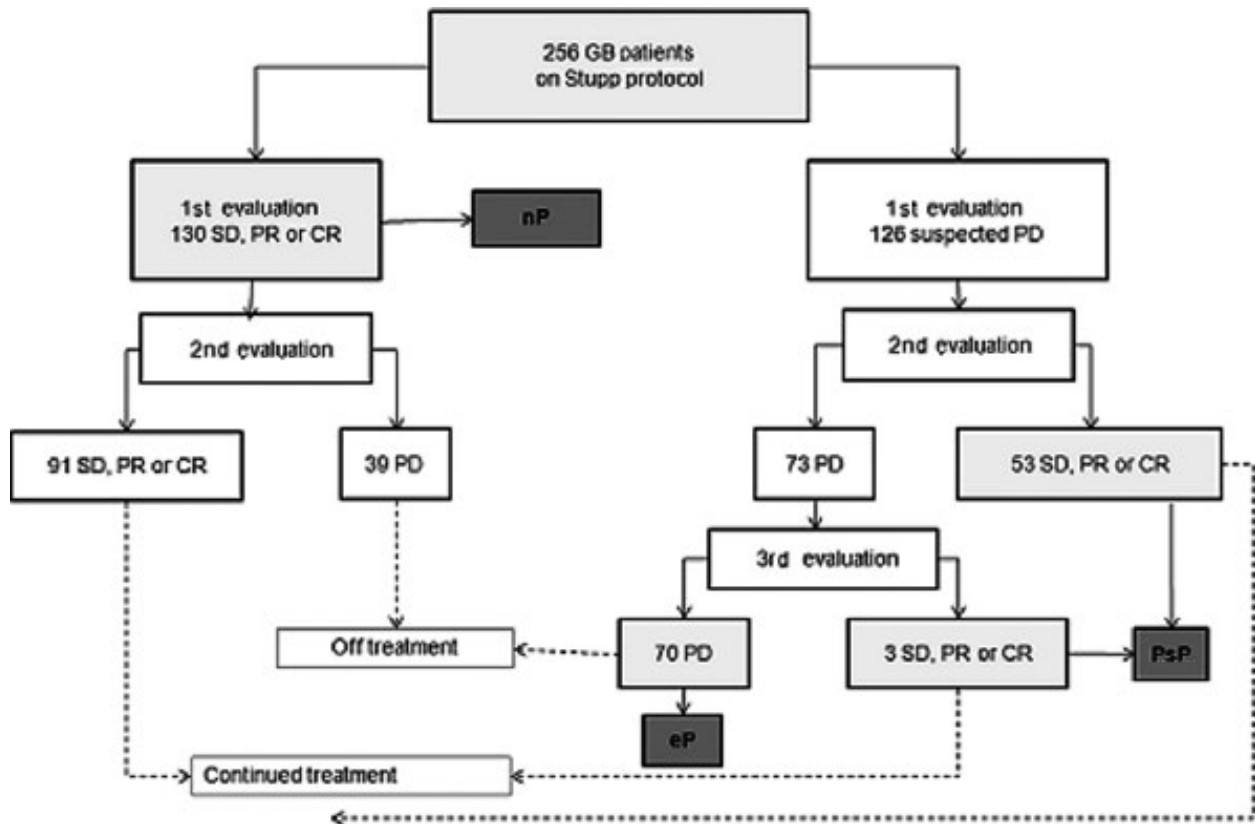 256 GB patients
on Stupp protocol
1st evaluation
130 SD, PR or CR
nP
1st evaluation
126 suspected PD
2nd evaluation
2nd evaluation
91 SD, PR or CR
39 PD
73 PD
53 SD, PR or CR
3rd evaluation
Off treatment
70 PD
3 SD, PR or CR
PsP
eP
Continued treatment